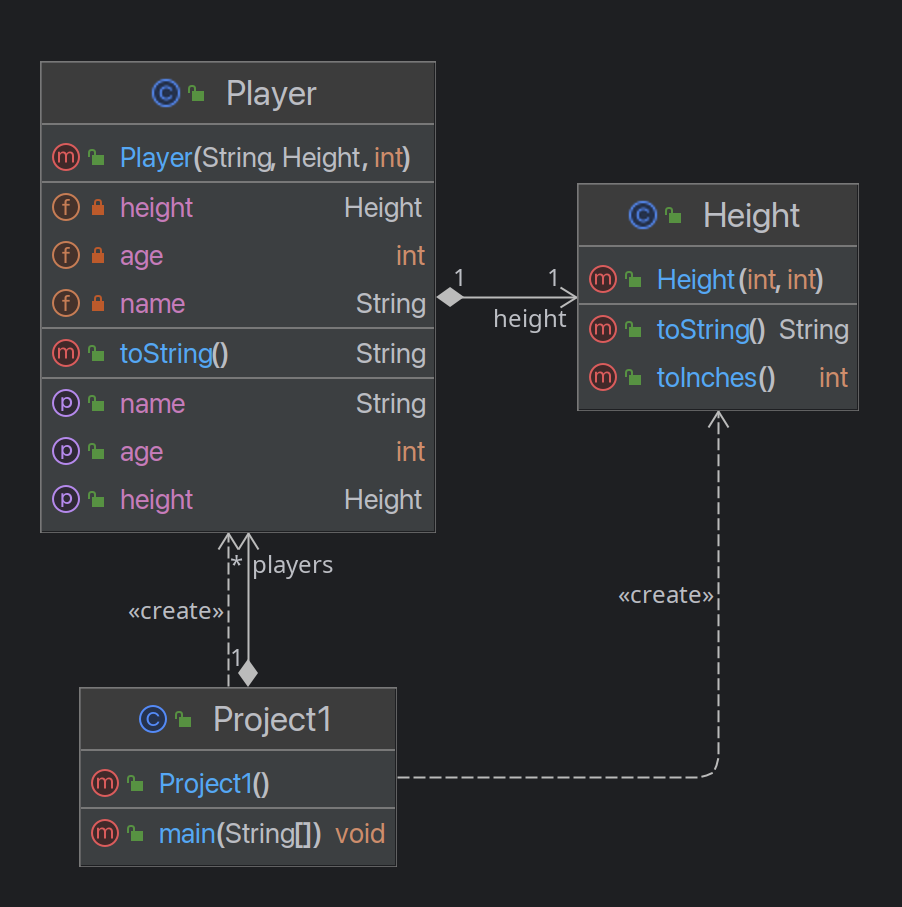 Player
Player(String, Height, int)
height Height
age int
name String
toString() String
name String
age int
height Height
1 1
height
Height
Height(int, int)
toString() String
toInches() int
* players
«create»
1
«create»
Project1
Project1()
main(String[]) void